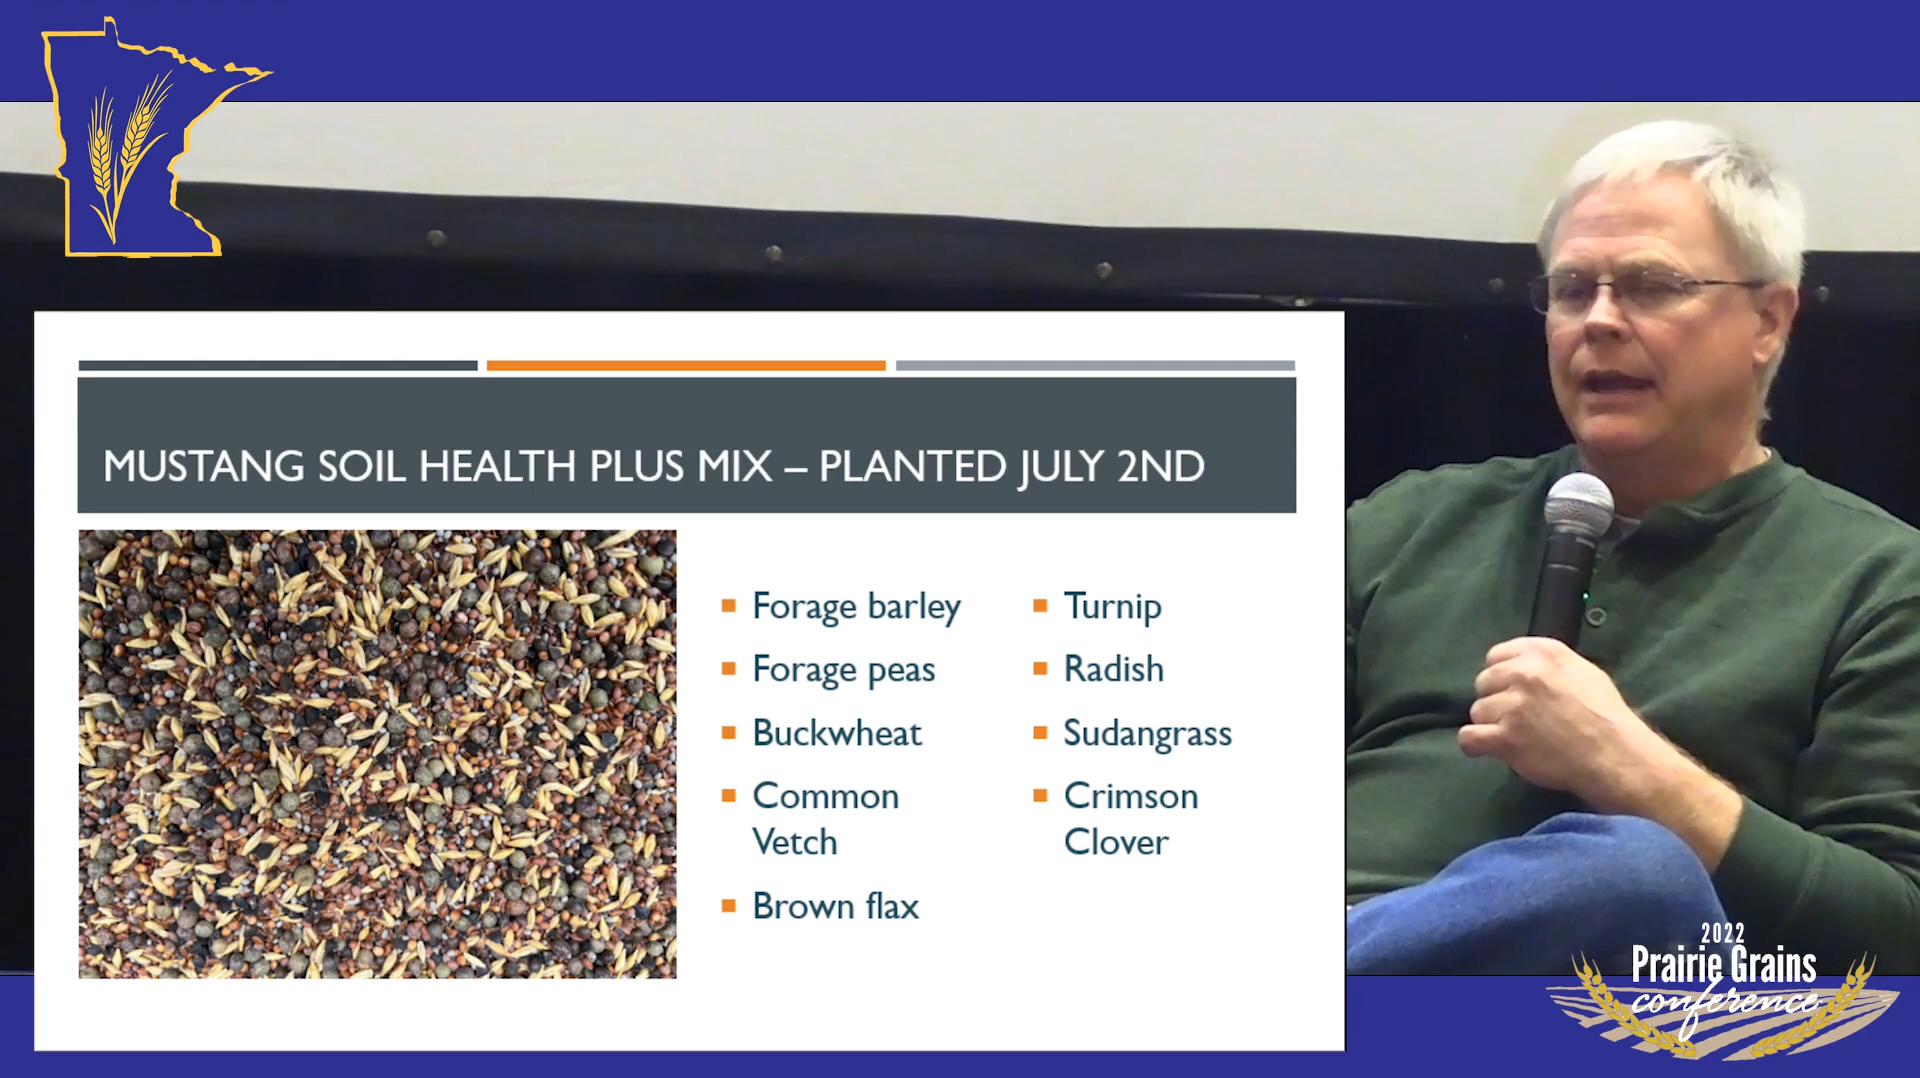 MUSTANG SOIL HEALTH PLUS MIX – PLANTED JULY 2ND
Forage barley
Forage peas
Buckwheat
Common
Vetch
Brown flax
Turnip
Radish
Sudangrass
Crimson
Clover
2022
Prairie Grains
conference